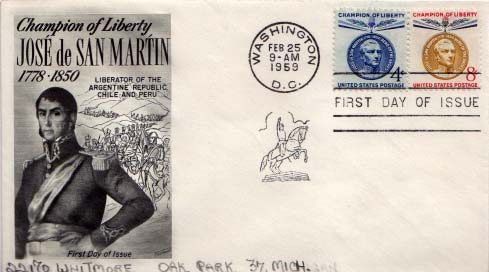 Champion of Liberty
JOSÉ de SAN MARTIN
1778-1850
LIBERATOR OF THE
ARGENTINE REPUBLIC,
CHILE AND PERU
First Day of Issue
WASHINGTON
FEB 25
9-AM
1959
D.C.
CHAMPION OF LIBERTY
4¢
UNITED STATES POSTAGE
CHAMPION OF LIBERTY
8¢
UNITED STATES POSTAGE
FIRST DAY OF ISSUE
22170 WHITMORE OAK PARK 37, MICH.